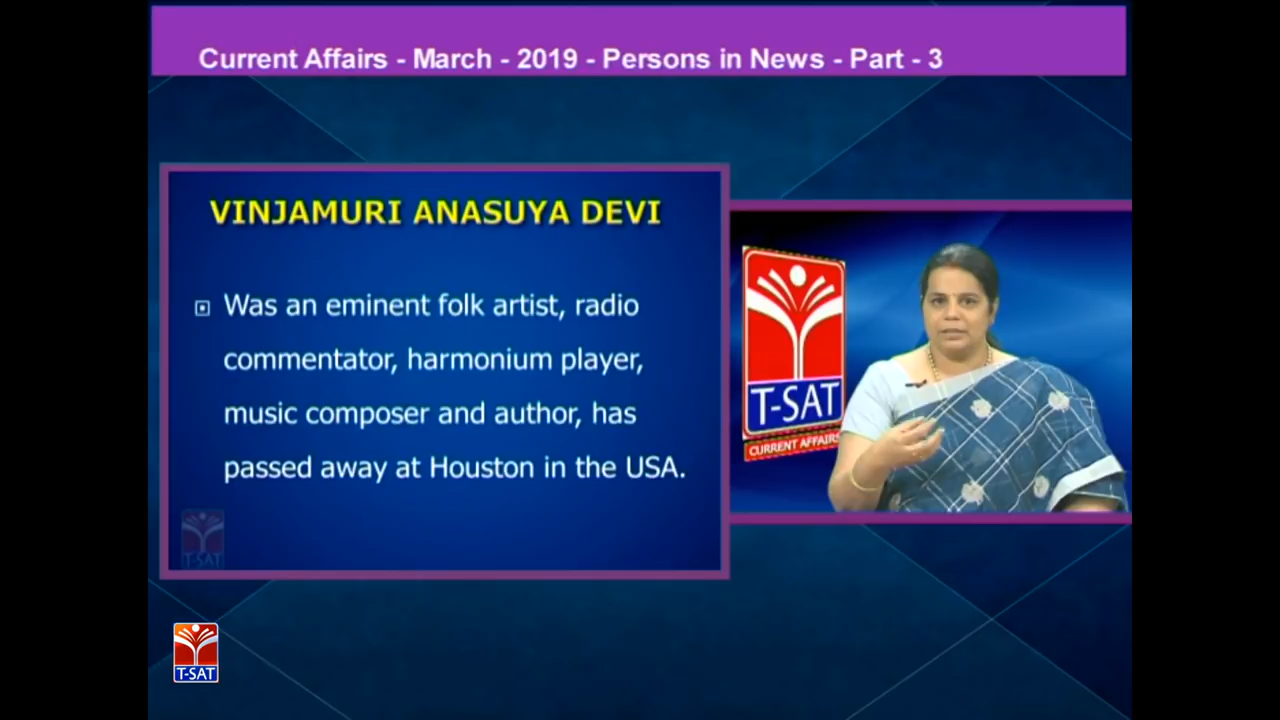 Current Affairs - March - 2019 - Persons in News - Part - 3
VINJAMURI ANASUYA DEVI
Was an eminent folk artist, radio
commentator, harmonium player,
music composer and author, has
passed away at Houston in the USA.
T-SAT
CURRENT AFFAIRS
T-SAT
T-SAT